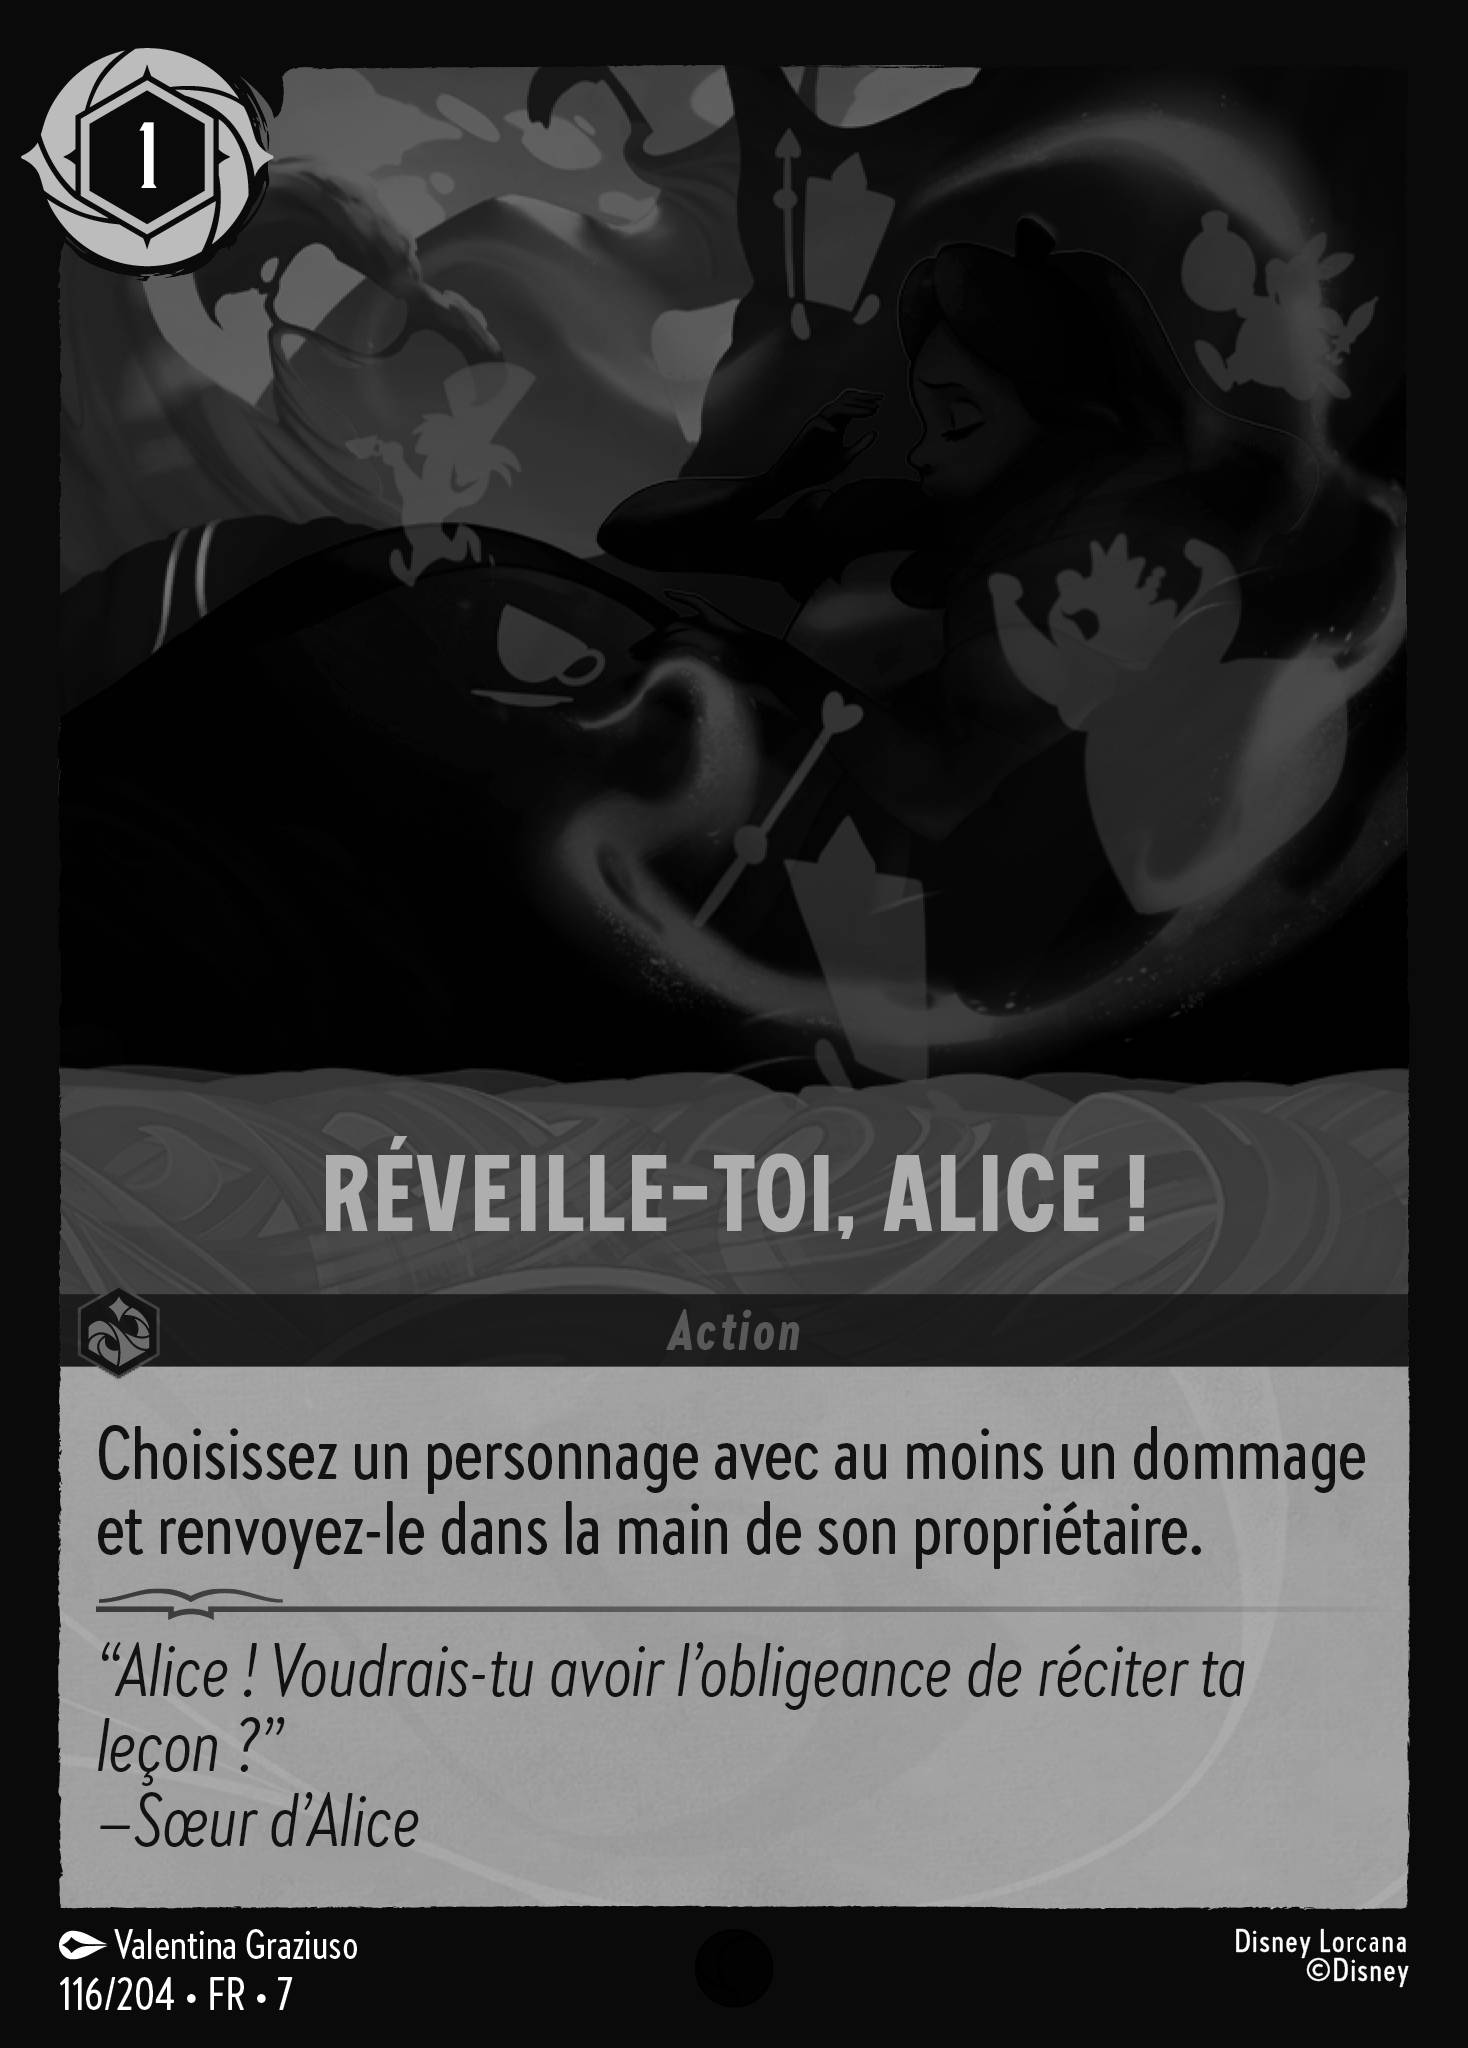 1
RÉVEILLE-TOI, ALICE !
Action
Choisissez un personnage avec au moins un dommage
et renvoyez-le dans la main de son propriétaire.
“Alice ! Voudrais-tu avoir l’obligeance de réciter ta
leçon ?”
–Sœur d’Alice
Valentina Graziuso
116/204 • FR • 7
Disney Lorcana
©Disney